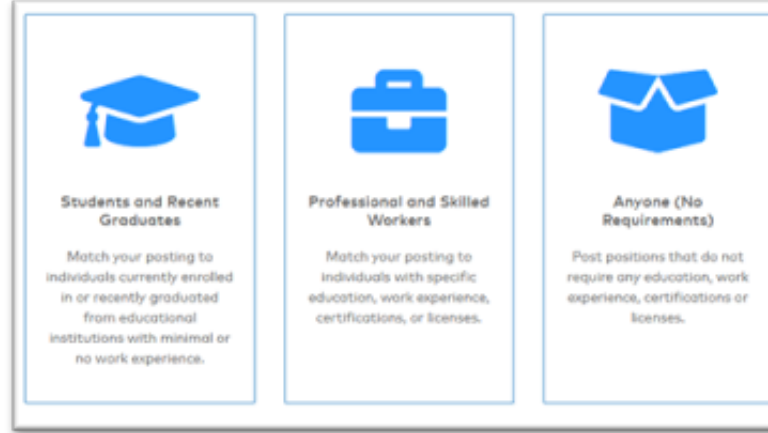 Students and Recent
Graduates
Match your posting to
individuals currently enrolled
in or recently graduated
from educational
institutions with minimal or
no work experience.
Professional and Skilled
Workers
Match your posting to
individuals with specific
education, work experience,
certifications, or licenses.
Anyone (No
Requirements)
Post positions that do not
require any education, work
experience, certifications or
licenses.